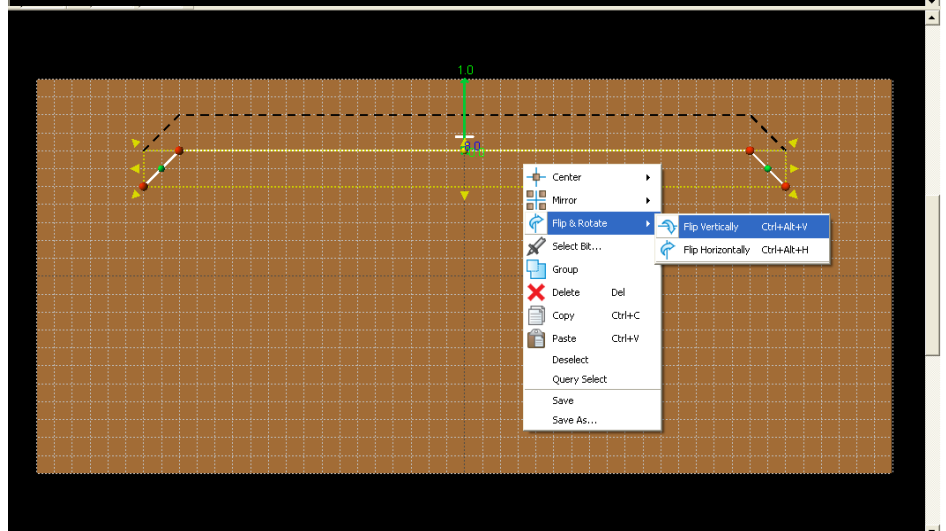 1.0
Center
Mirror
Flip & Rotate
Flip Vertically Ctrl+Alt+V
Select Bit...
Flip Horizontally Ctrl+Alt+H
Group
Delete Del
Copy Ctrl+C
Paste Ctrl+V
Deselect
Query Select
Save
Save As...